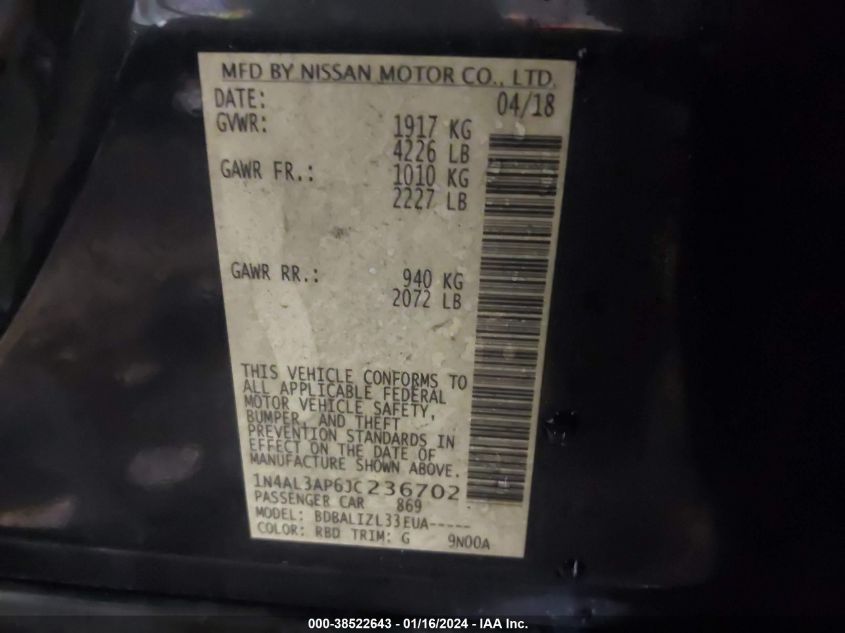 MFD BY NISSAN MOTOR CO., LTD.
DATE: 04/18
GVWR: 1917 KG
4226 LB
GAWR FR.: 1010 KG
2227 LB
GAWR RR.: 940 KG
2072 LB
THIS VEHICLE CONFORMS TO
ALL APPLICABLE FEDERAL
MOTOR VEHICLE SAFETY,
BUMPER, AND THEFT
PREVENTION STANDARDS IN
EFFECT ON THE DATE OF
MANUFACTURE SHOWN ABOVE.
1N4AL3AP6JC236702
PASSENGER CAR 869
MODEL: BDBALIZL33EUA-----
COLOR: RBD TRIM: G 9N00A
000-38522643 - 01/16/2024 - IAA Inc.